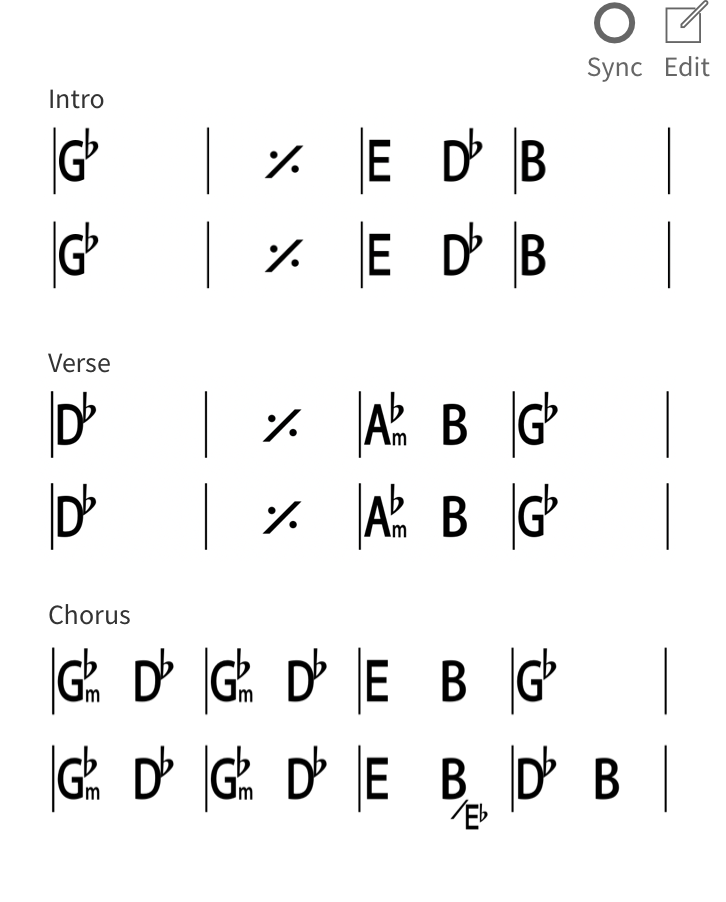 Sync Edit
Intro
|G♭ | 𝄎 |E D♭ |B |
|G♭ | 𝄎 |E D♭ |B |
Verse
|D♭ | 𝄎 |A♭m B |G♭ |
|D♭ | 𝄎 |A♭m B |G♭ |
Chorus
|G♭m D♭ |G♭m D♭ |E B |G♭ |
|G♭m D♭ |G♭m D♭ |E B/E♭ |D♭ B |